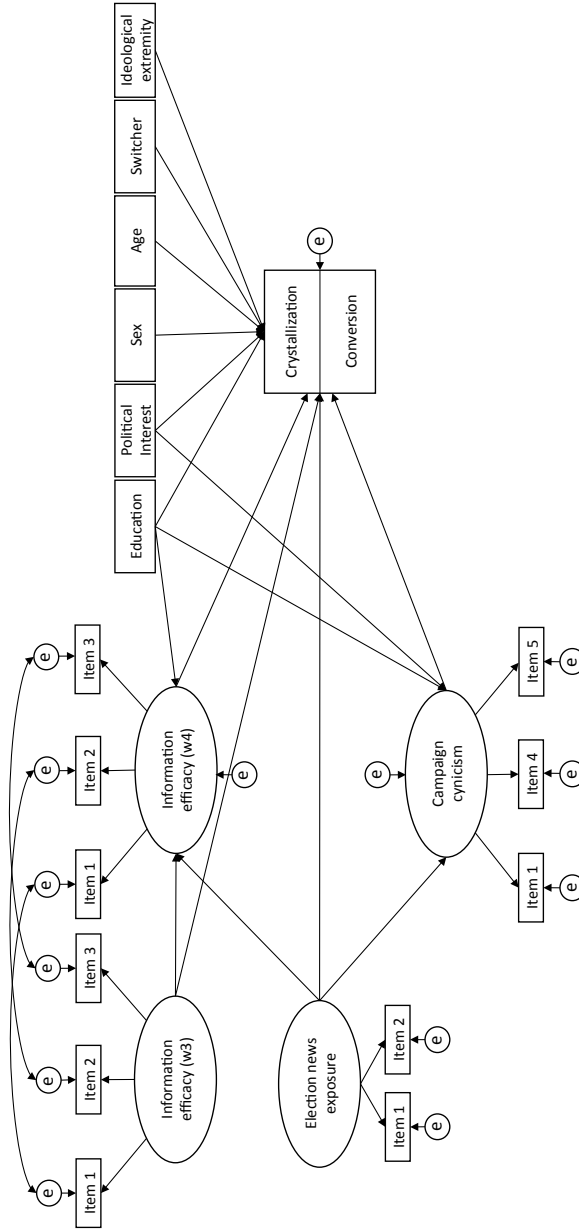 e
e
e
e
e
e
Item 1
Item 2
Item 3
Item 1
Item 2
Item 3
Education
Political
Interest
Sex
Age
Switcher
Ideological
extremity
Information
efficacy (w3)
Information
efficacy (w4)
e
Crystallization
Conversion
e
Election news
exposure
e
Item 1
Item 2
e
e
Campaign
cynicism
Item 1
Item 4
Item 5
e
e
e